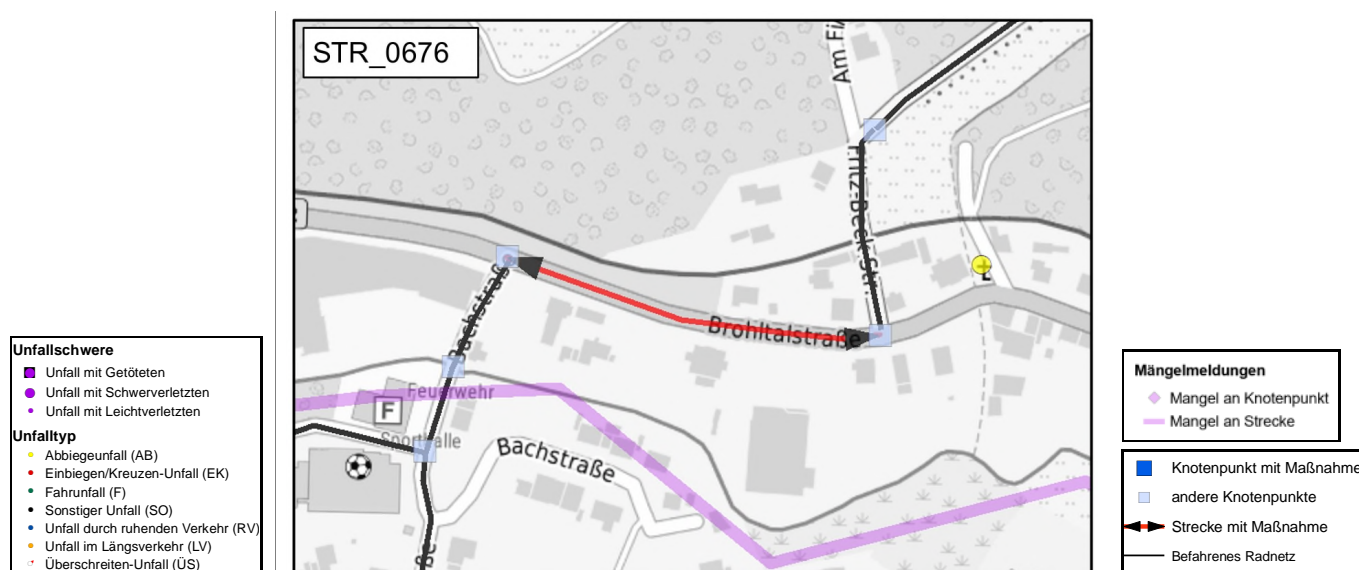 STR_0676
Am Fi
Fritz-Beck-Str.
Bachstraß
Brohltalstraße
Feuerwehr
F
Sporthalle
Bachstraße
aße
L
Unfallschwere
Unfall mit Getöteten
Unfall mit Schwerverletzten
Unfall mit Leichtverletzten
Unfalltyp
Abbiegeunfall (AB)
Einbiegen/Kreuzen-Unfall (EK)
Fahrunfall (F)
Sonstiger Unfall (SO)
Unfall durch ruhenden Verkehr (RV)
Unfall im Längsverkehr (LV)
Überschreiten-Unfall (ÜS)
Mängelmeldungen
Mangel an Knotenpunkt
Mangel an Strecke
Knotenpunkt mit Maßnahme
andere Knotenpunkte
Strecke mit Maßnahme
Befahrenes Radnetz